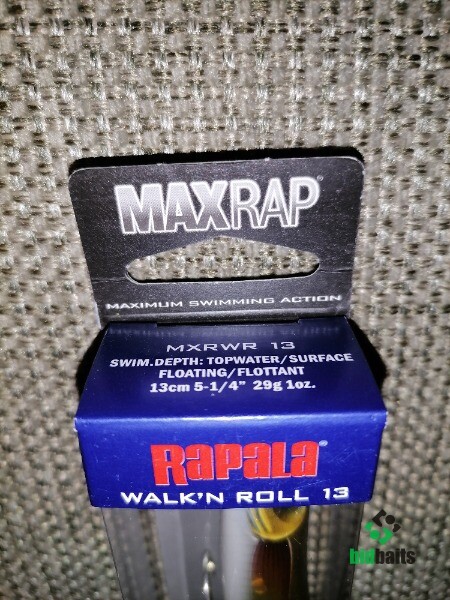 MAXRAP®
MAXIMUM SWIMMING ACTION
MXRWR 13
SWIM.DEPTH: TOPWATER/SURFACE
FLOATING/FLOTTANT
13cm 5-1/4" 29g 1oz.
Rapala®
WALK'N ROLL 13
bidbaits